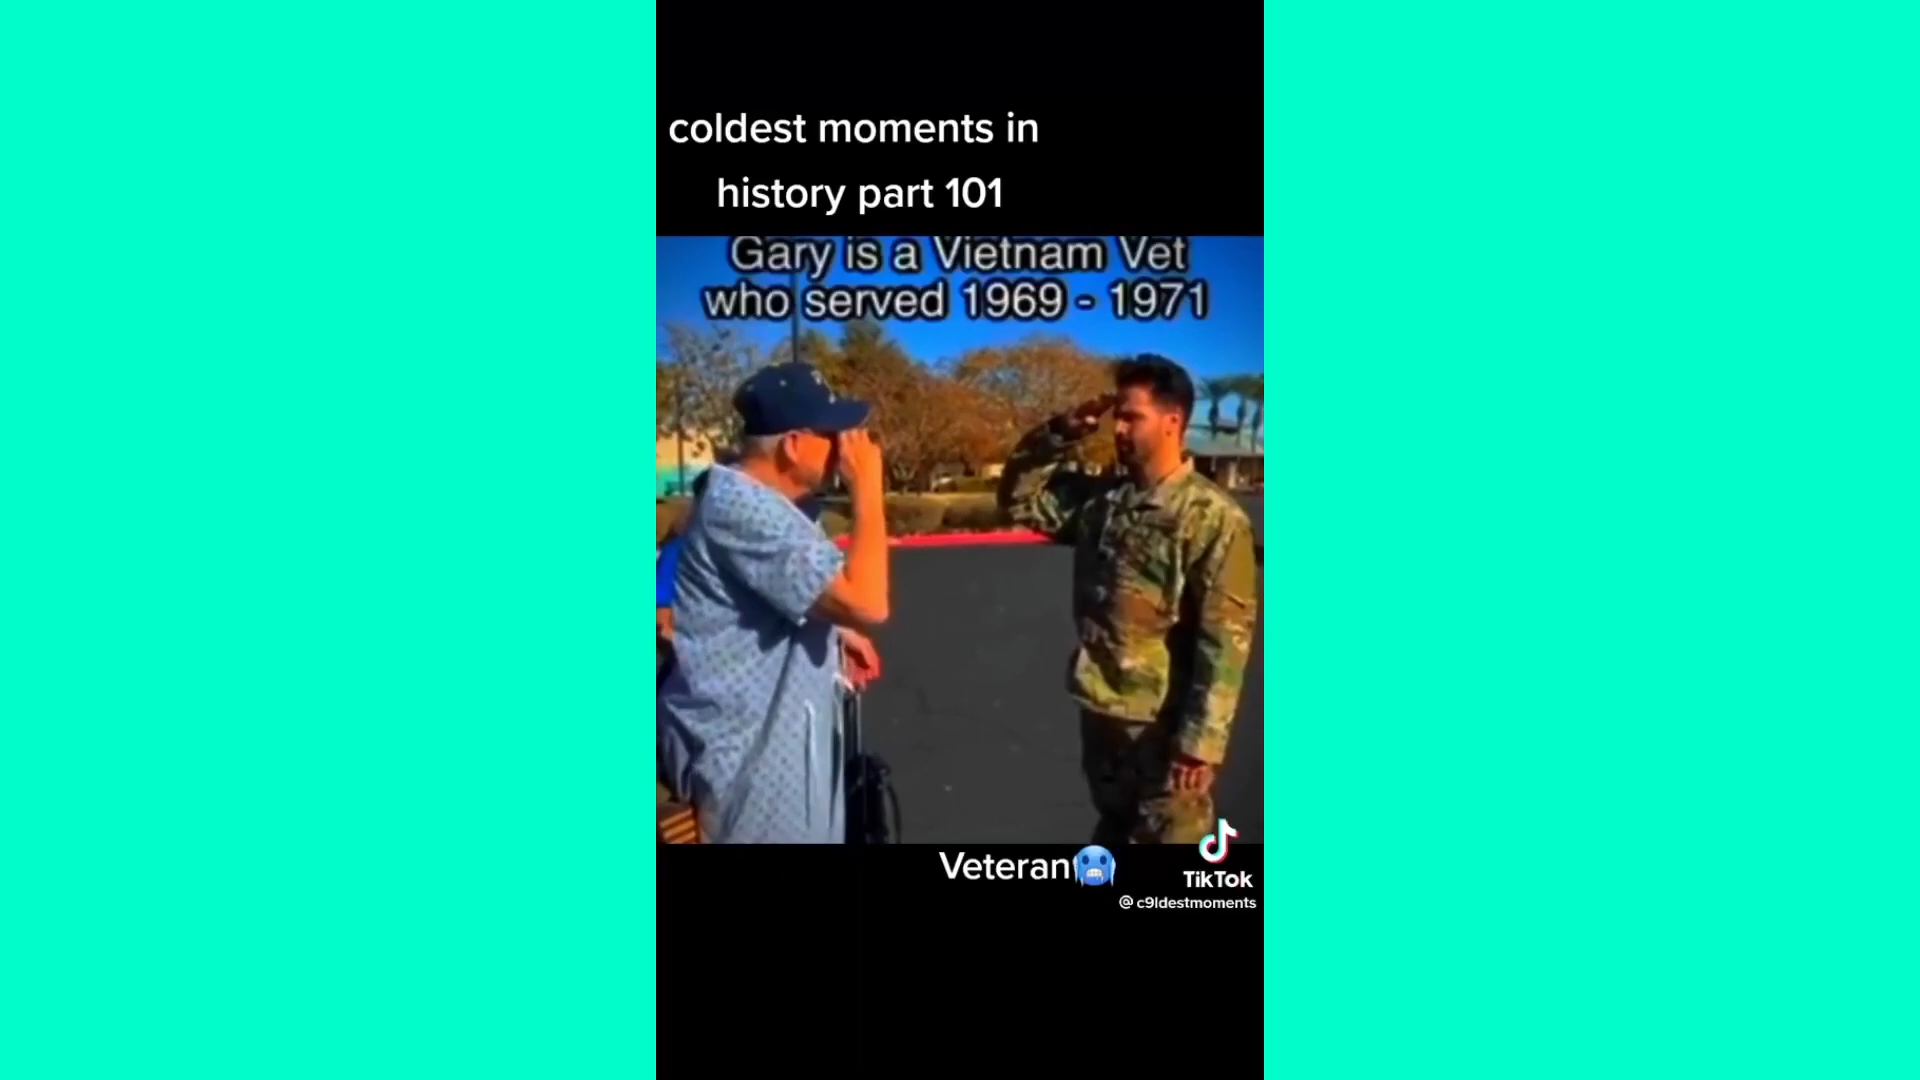 coldest moments in
history part 101
Gary is a Vietnam Vet
who served 1969 - 1971
Veteran🥶
TikTok
@ c9ldestmoments